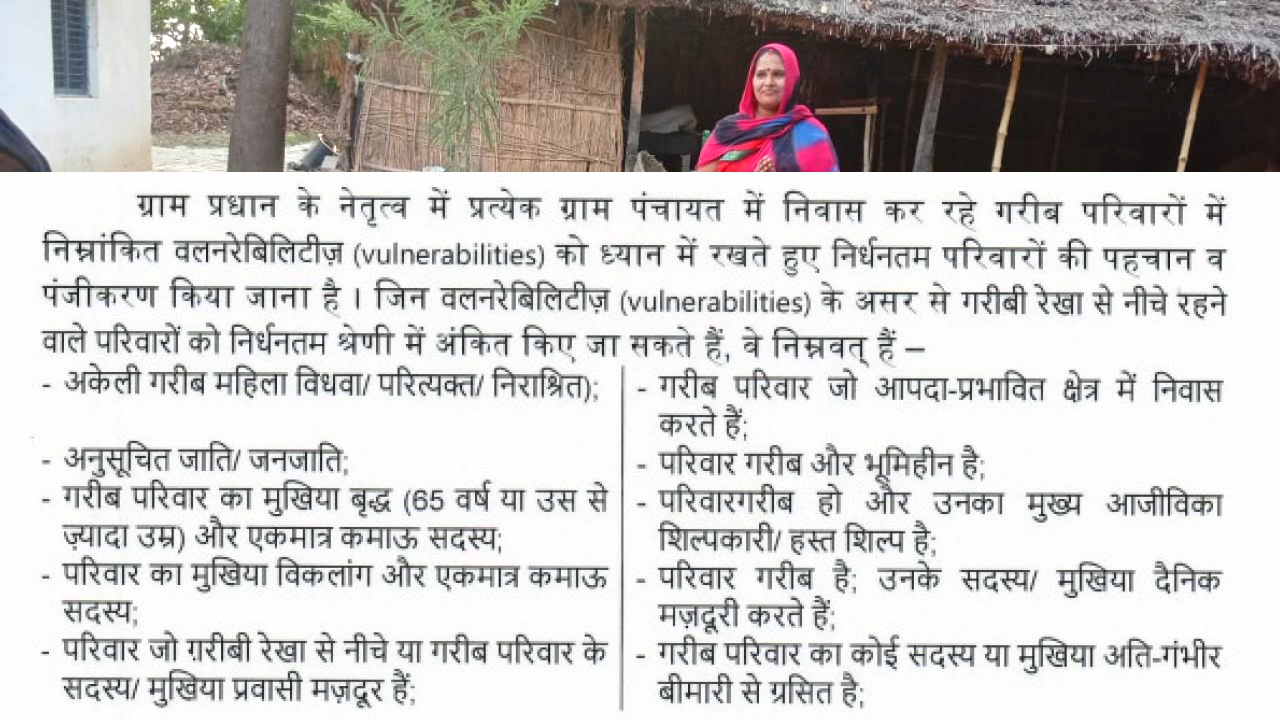 ग्राम प्रधान के नेतृत्व में प्रत्येक ग्राम पंचायत में निवास कर रहे गरीब परिवारों में
निम्नांकित वलनरेबिलिटीज़ (vulnerabilities) को ध्यान में रखते हुए निर्धनतम परिवारों की पहचान व
पंजीकरण किया जाना है । जिन वलनरेबिलिटीज़ (vulnerabilities) के असर से गरीबी रेखा से नीचे रहने
वाले परिवारों को निर्धनतम श्रेणी में अंकित किए जा सकते हैं, वे निम्नवत् हैं –
- अकेली गरीब महिला विधवा/ परित्यक्त/ निराश्रित);
- अनुसूचित जाति/ जनजाति;
- गरीब परिवार का मुखिया बृद्ध (65 वर्ष या उस से
ज़्यादा उम्र) और एकमात्र कमाऊ सदस्य;
- परिवार का मुखिया विकलांग और एकमात्र कमाऊ
सदस्य;
- परिवार जो ग़रीबी रेखा से नीचे या गरीब परिवार के
सदस्य/ मुखिया प्रवासी मज़दूर हैं;
- गरीब परिवार जो आपदा-प्रभावित क्षेत्र में निवास
करते हैं;
- परिवार गरीब और भूमिहीन है;
- परिवारगरीब हो और उनका मुख्य आजीविका
शिल्पकारी/ हस्त शिल्प है;
- परिवार गरीब है; उनके सदस्य/ मुखिया दैनिक
मज़दूरी करते हैं;
- गरीब परिवार का कोई सदस्य या मुखिया अति-गंभीर
बीमारी से ग्रसित है;